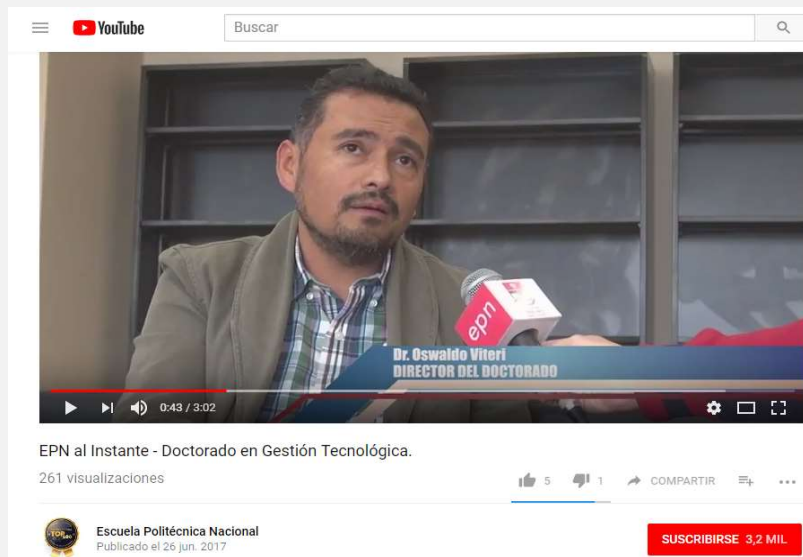 YouTube
Buscar
epn
Dr. Oswaldo Viteri
DIRECTOR DEL DOCTORADO
0:43 / 3:02
EPN al Instante - Doctorado en Gestión Tecnológica.
261 visualizaciones
5 1 COMPARTIR
TOP
Escuela Politécnica Nacional
Publicado el 26 jun. 2017
SUSCRIBIRSE 3,2 MIL